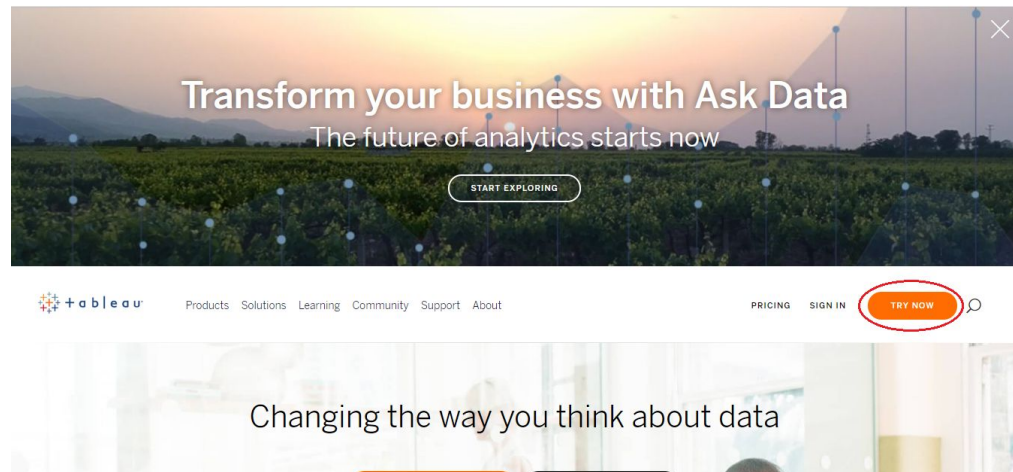 Transform your business with Ask Data
The future of analytics starts now
START EXPLORING
+ a b l e a u
Products Solutions Learning Community Support About
PRICING SIGN IN TRY NOW
Changing the way you think about data